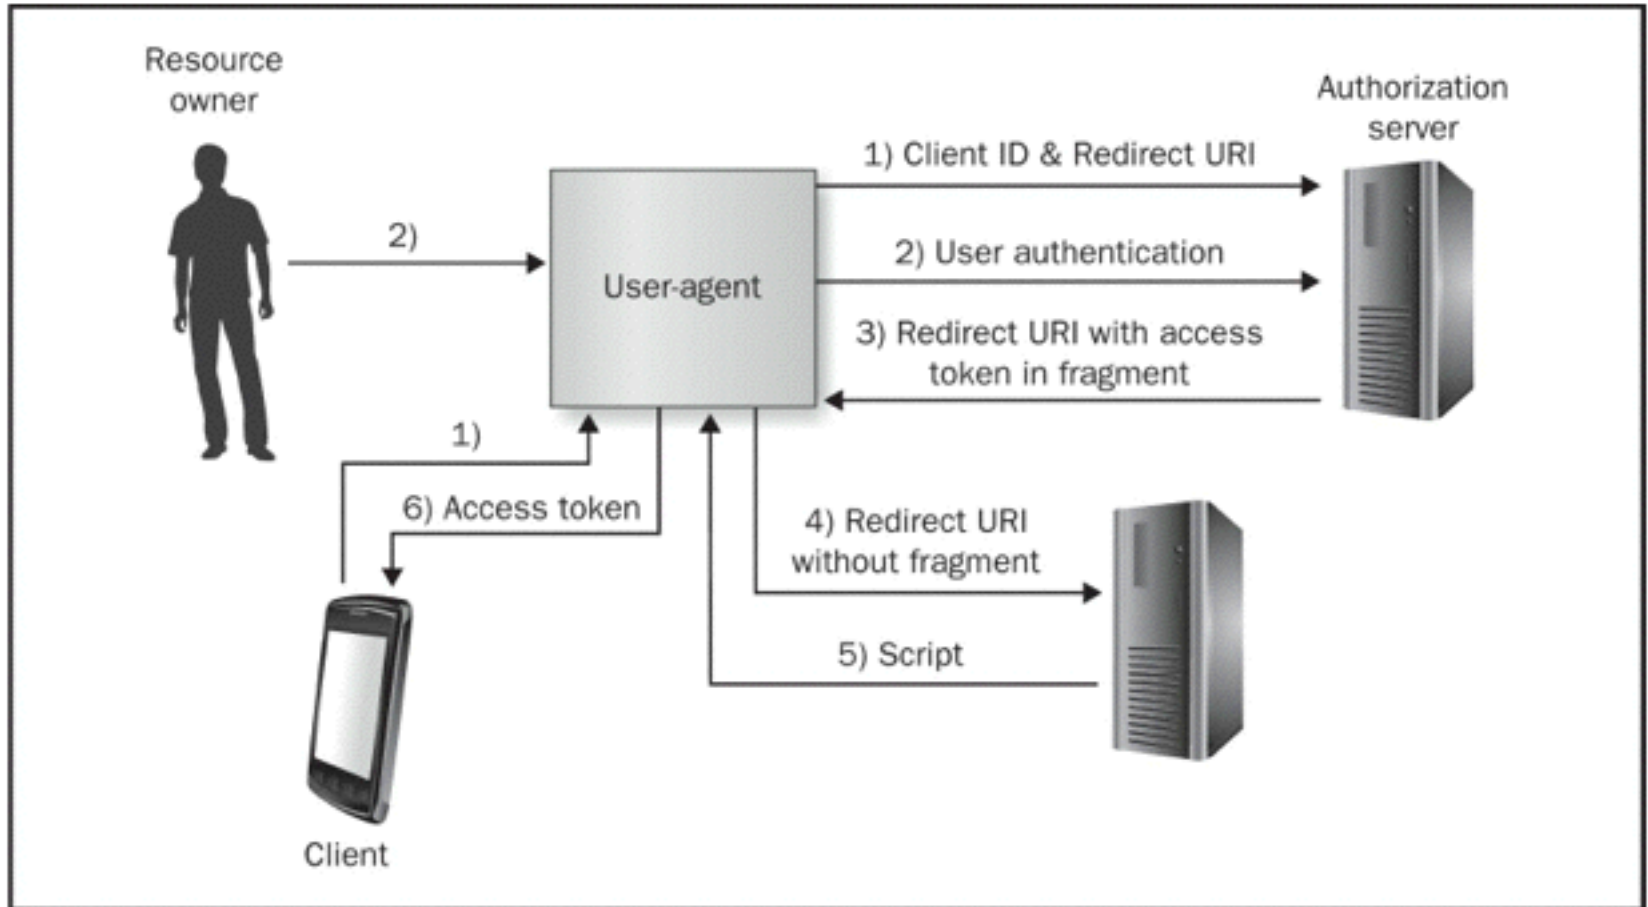 Resource
owner
Authorization
server
1) Client ID & Redirect URI
2)
2) User authentication
User-agent
3) Redirect URI with access
token in fragment
1)
6) Access token
4) Redirect URI
without fragment
5) Script
Client